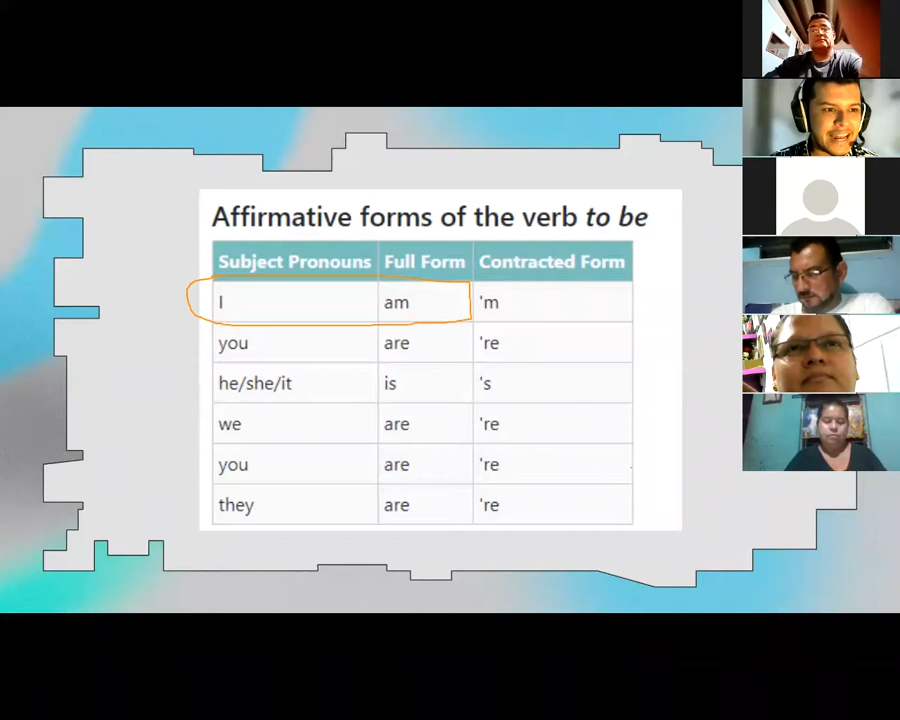 Affirmative forms of the verb to be
Subject Pronouns Full Form Contracted Form
I am 'm
you are 're
he/she/it is 's
we are 're
you are 're
they are 're